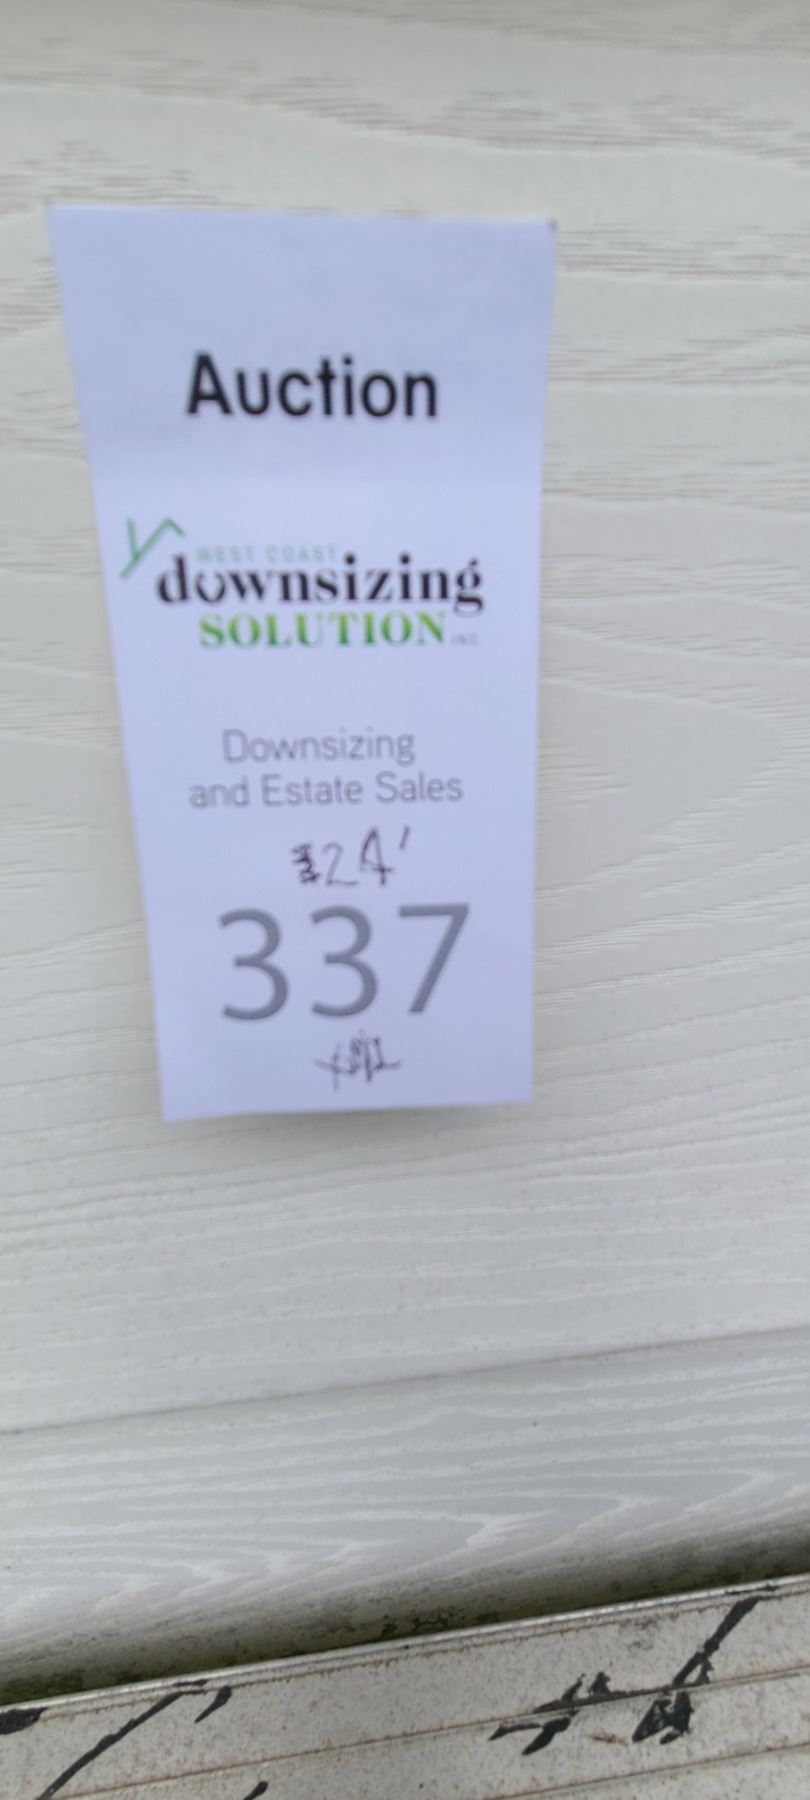 Auction
WEST COAST
downsizing
SOLUTION INC.
Downsizing
and Estate Sales
24'
337